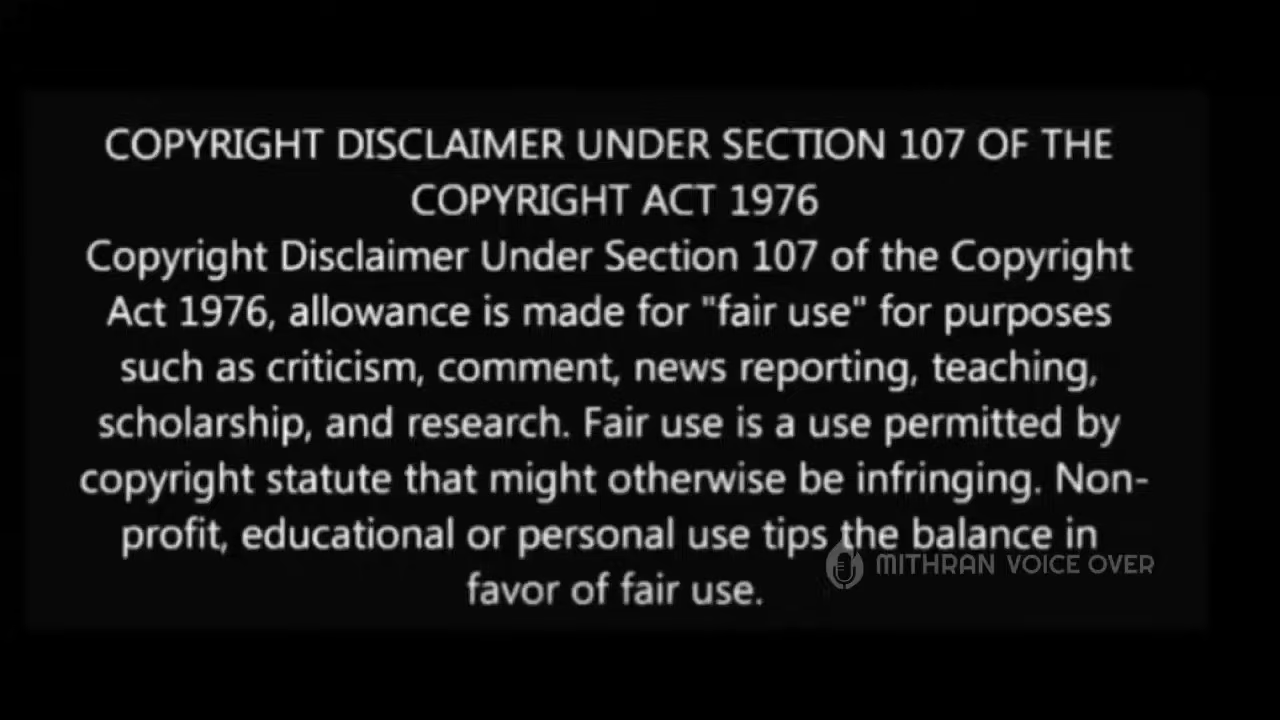 COPYRIGHT DISCLAIMER UNDER SECTION 107 OF THE
COPYRIGHT ACT 1976
Copyright Disclaimer Under Section 107 of the Copyright
Act 1976, allowance is made for "fair use" for purposes
such as criticism, comment, news reporting, teaching,
scholarship, and research. Fair use is a use permitted by
copyright statute that might otherwise be infringing. Non-
profit, educational or personal use tips the balance in
MITHRAN VOICE OVER
favor of fair use.